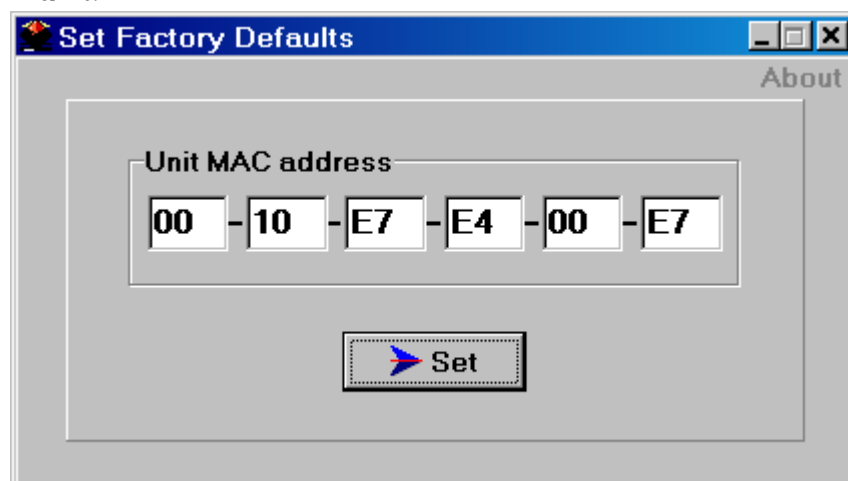 Set Factory Defaults
About
Unit MAC address
00-10-E7-E4-00-E7
Set